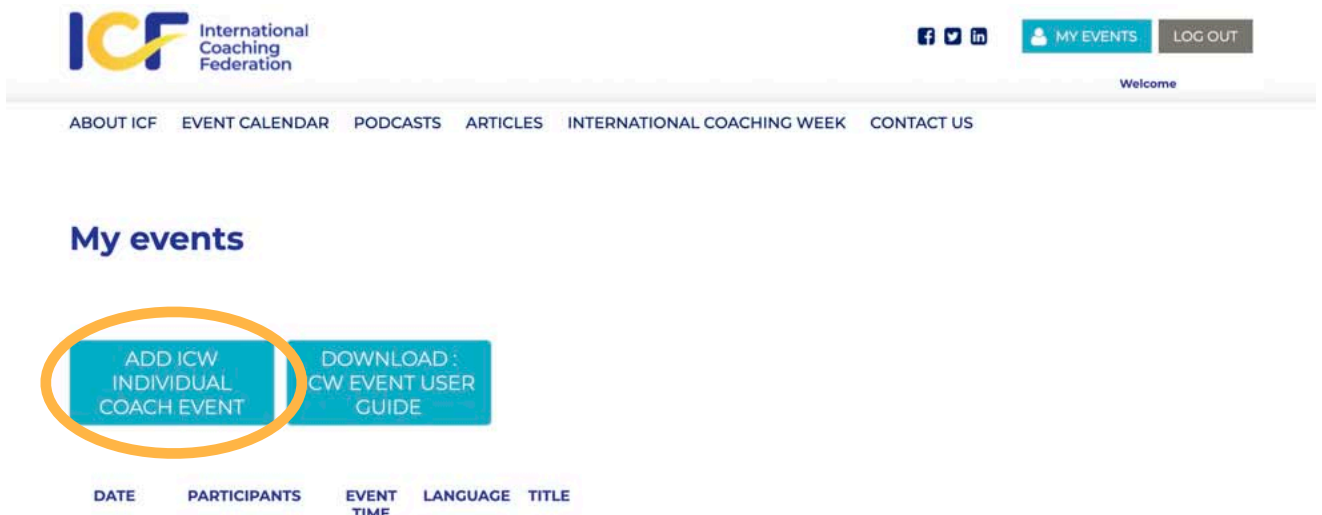 ICF
International
Coaching
Federation
MY EVENTS LOG OUT
Welcome
ABOUT ICF EVENT CALENDAR PODCASTS ARTICLES INTERNATIONAL COACHING WEEK CONTACT US
My events
ADD ICW
INDIVIDUAL
COACH EVENT
DOWNLOAD :
CW EVENT USER
GUIDE
DATE PARTICIPANTS EVENT LANGUAGE TITLE
TIME